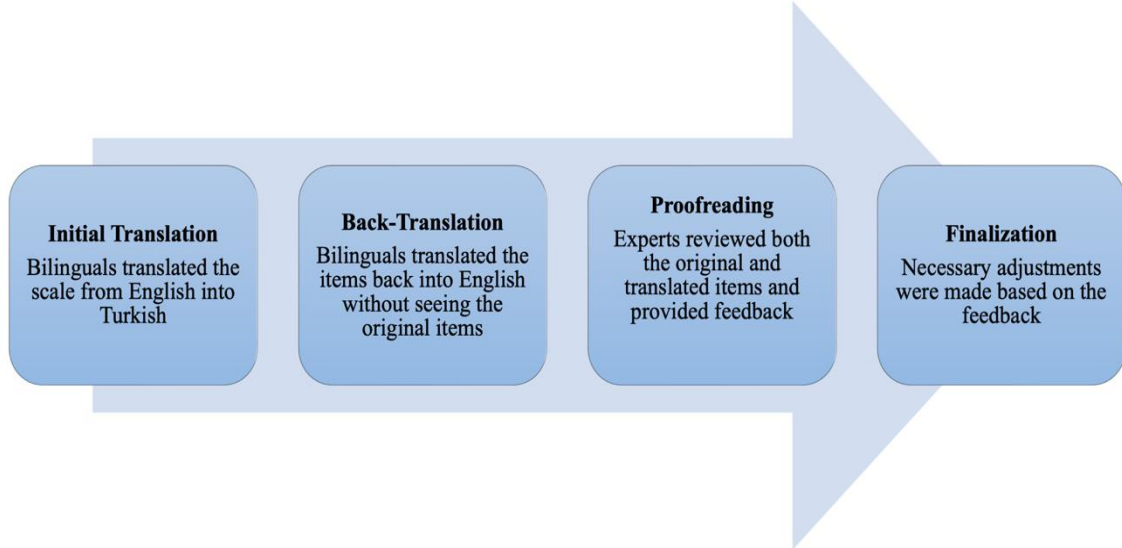 Initial Translation
Bilinguals translated the
scale from English into
Turkish
Back-Translation
Bilinguals translated the
items back into English
without seeing the
original items
Proofreading
Experts reviewed both
the original and
translated items and
provided feedback
Finalization
Necessary adjustments
were made based on the
feedback